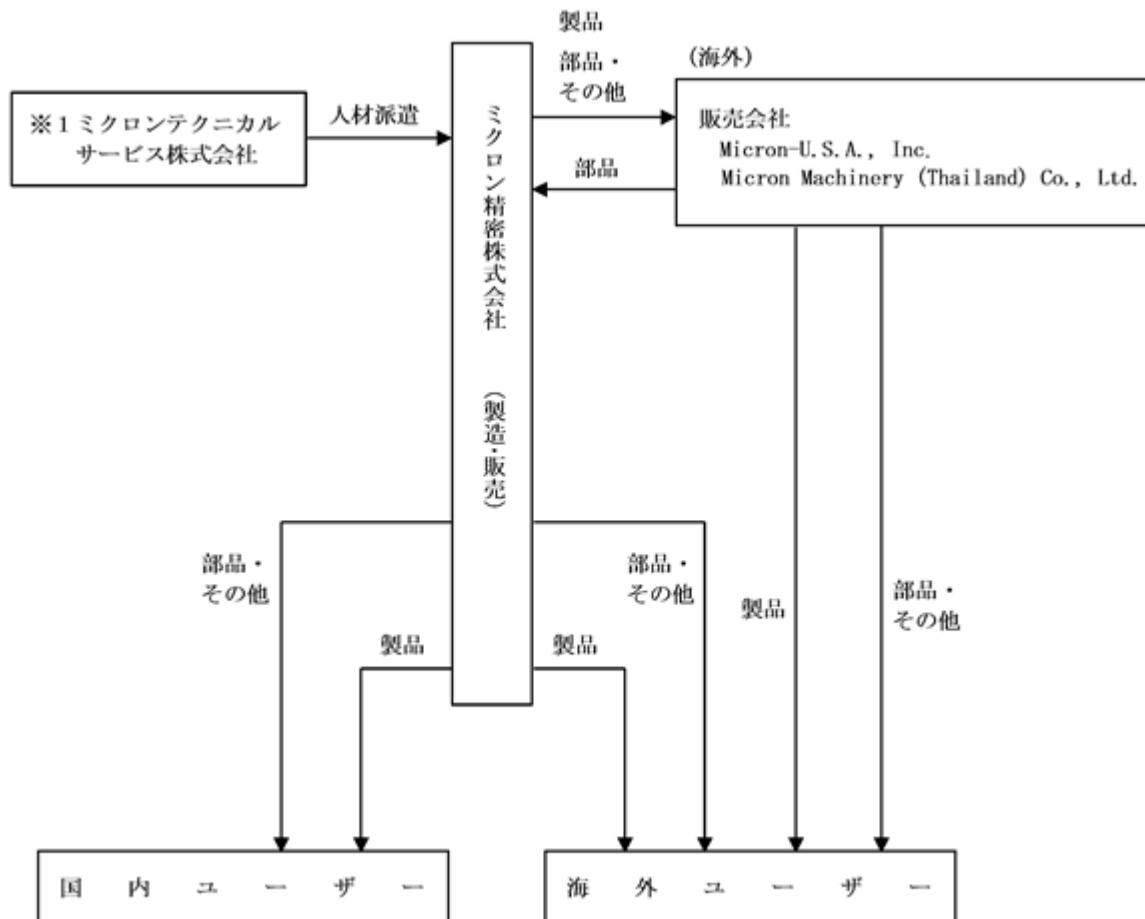 製品
部品・
その他
(海外)
※1ミクロンテクニカル
サービス株式会社
人材派遣
ミクロン精密株式会社
(製造・販売)
販売会社
Micron-U.S.A., Inc.
Micron Machinery (Thailand) Co., Ltd.
部品
部品・
その他
製品
部品・
その他
製品
製品
部品・
その他
国内ユーザー
海外ユーザー